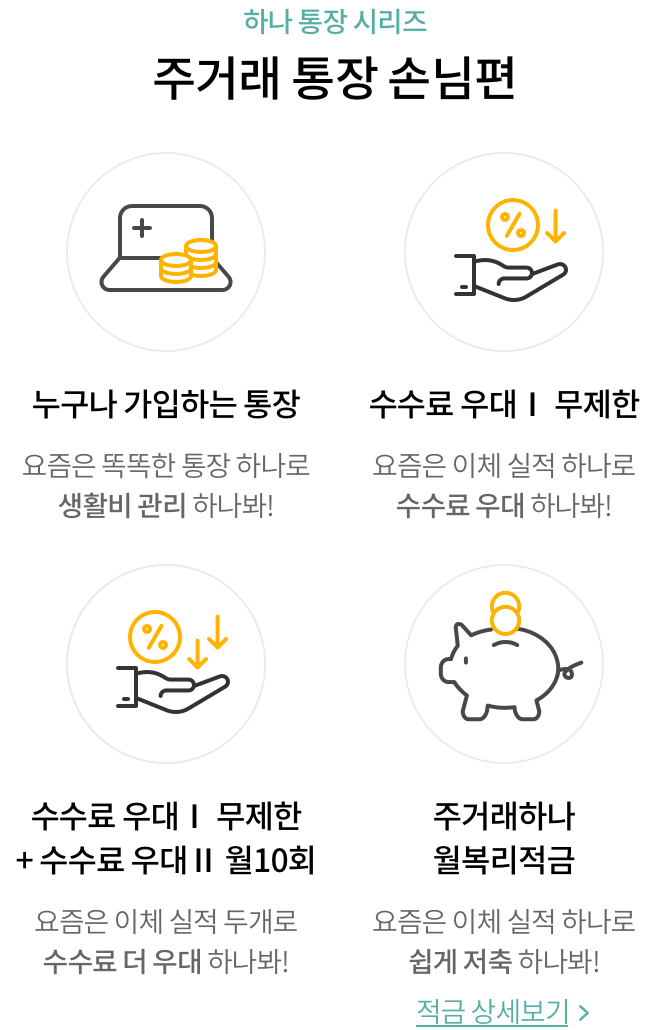 하나 통장 시리즈
주거래 통장 손님편
누구나 가입하는 통장
요즘은 똑똑한 통장 하나로
생활비 관리 하나봐!
수수료 우대Ⅰ 무제한
요즘은 이체 실적 하나로
수수료 우대 하나봐!
수수료 우대Ⅰ 무제한
+ 수수료 우대Ⅱ 월10회
요즘은 이체 실적 두개로
수수료 더 우대 하나봐!
주거래하나
월복리적금
요즘은 이체 실적 하나로
쉽게 저축 하나봐!
적금 상세보기 >